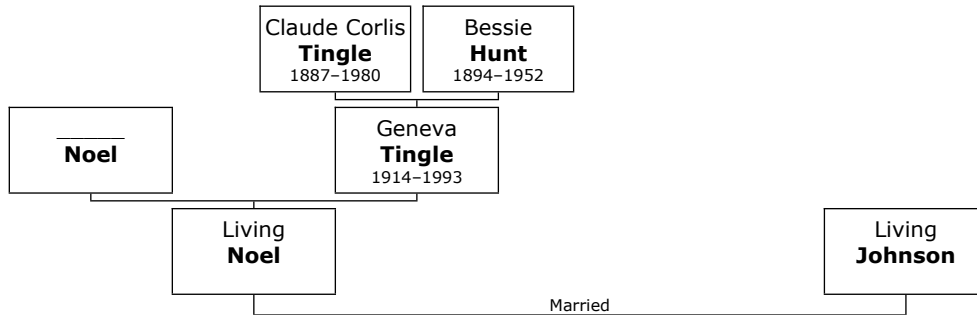 Claude Corlis
Tingle
1887–1980
Bessie
Hunt
1894–1952
______
Noel
Geneva
Tingle
1914–1993
Living
Noel
Living
Johnson
Married